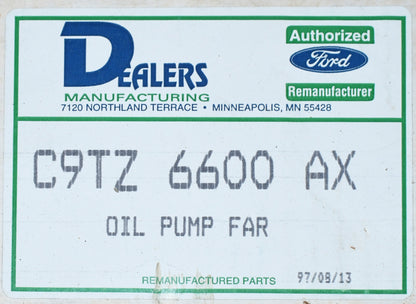 DEALERS
MANUFACTURING
7120 NORTHLAND TERRACE • MINNEAPOLIS, MN 55428
Authorized
Ford
Remanufacturer
C9TZ 6600 AX
OIL PUMP FAR
REMANUFACTURED PARTS
97/08/13